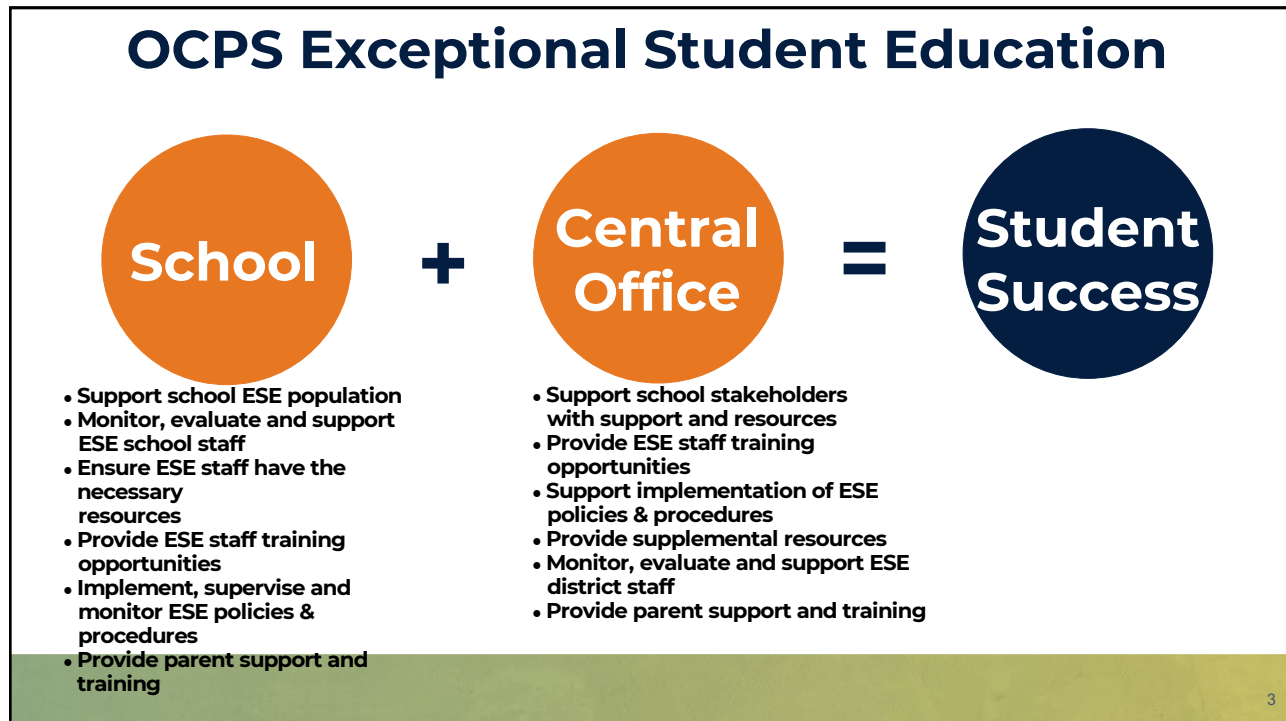 OCPS Exceptional Student Education
School
+
Central
Office
=
Student
Success
• Support school ESE population
• Monitor, evaluate and support
ESE school staff
• Ensure ESE staff have the
necessary
resources
• Provide ESE staff training
opportunities
• Implement, supervise and
monitor ESE policies &
procedures
• Provide parent support and
training
• Support school stakeholders
with support and resources
• Provide ESE staff training
opportunities
• Support implementation of ESE
policies & procedures
• Provide supplemental resources
• Monitor, evaluate and support ESE
district staff
• Provide parent support and training
3